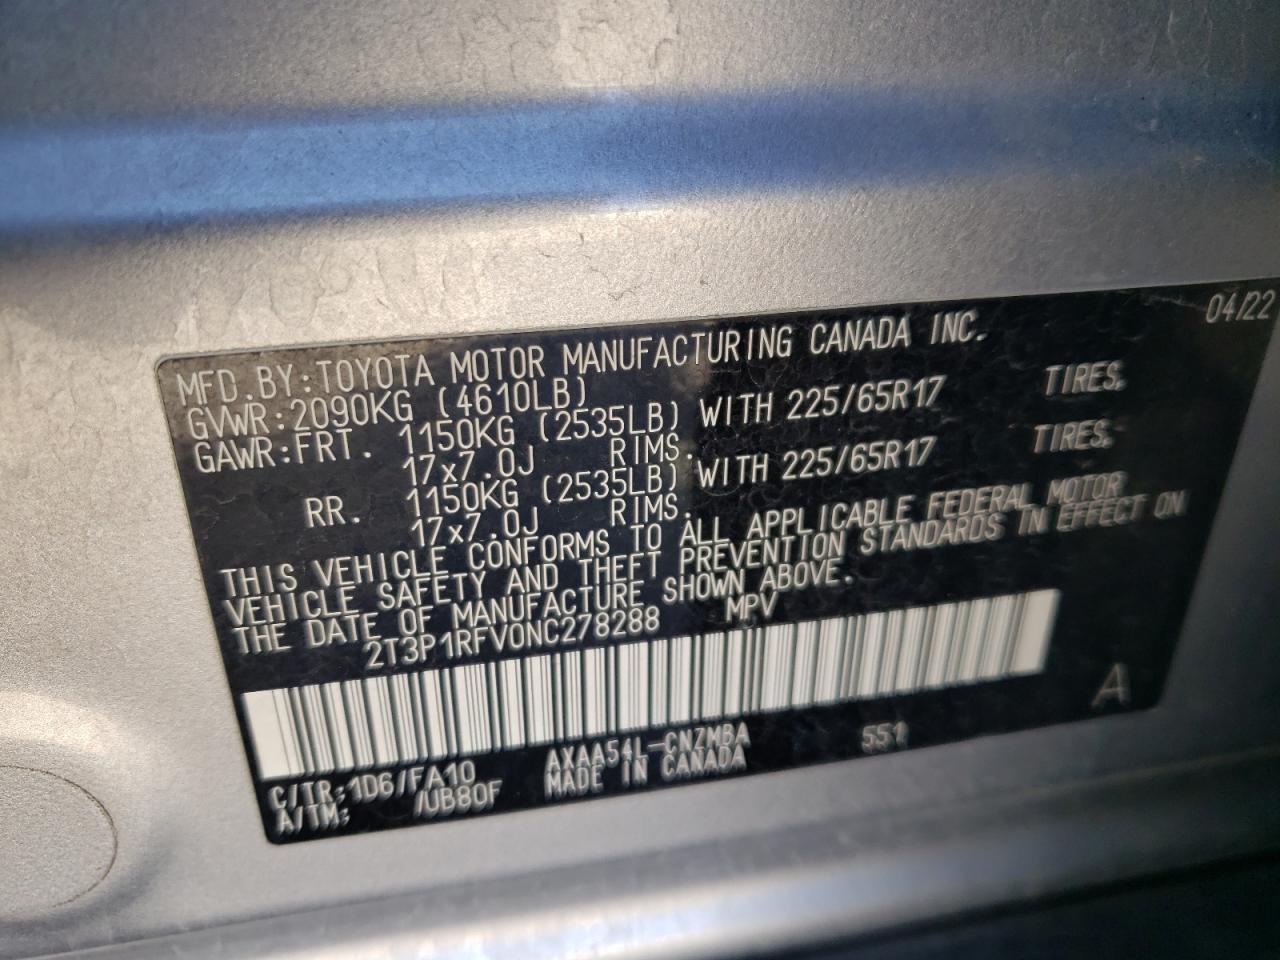 04/22
MFD.BY:TOYOTA MOTOR MANUFACTURING CANADA INC.
GVWR:2090KG (4610LB)
GAWR:FRT. 1150KG (2535LB) WITH 225/65R17 TIRES.
17x7.0J RIMS.
RR. 1150KG (2535LB) WITH 225/65R17 TIRES.
17x7.0J RIMS.
THIS VEHICLE CONFORMS TO ALL APPLICABLE FEDERAL MOTOR
VEHICLE SAFETY AND THEFT PREVENTION STANDARDS IN EFFECT ON
THE DATE OF MANUFACTURE SHOWN ABOVE.
2T3P1RFV0NC278288 MPV
A
C/TR:1D6/FA10 AXAA54L-CNZMBA 551
A/TM: /UB80F MADE IN CANADA